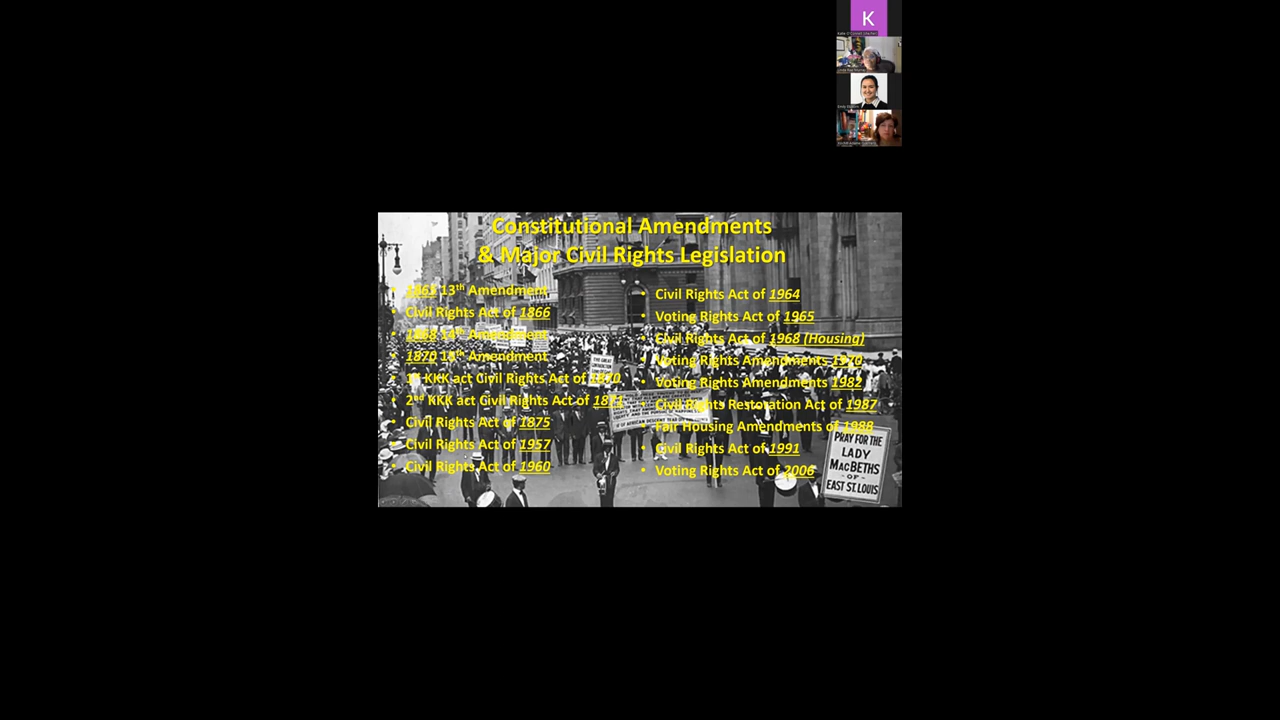 K
Constitutional Amendments
& Major Civil Rights Legislation
• 1865 13th Amendment
• Civil Rights Act of 1866
• 1868 14th Amendment
• 1870 15th Amendment
• 1st KKK act Civil Rights Act of 1870
• 2nd KKK act Civil Rights Act of 1871
• Civil Rights Act of 1875
• Civil Rights Act of 1957
• Civil Rights Act of 1960
• Civil Rights Act of 1964
• Voting Rights Act of 1965
• Civil Rights Act of 1968 (Housing)
• Voting Rights Amendments 1970
• Voting Rights Amendments 1982
• Civil Rights Restoration Act of 1987
• Fair Housing Amendments of 1988
• Civil Rights Act of 1991
• Voting Rights Act of 2006
THE GREAT
PRAY FOR THE
LADY
MACBETHS
- OF -
EAST ST. LOUIS